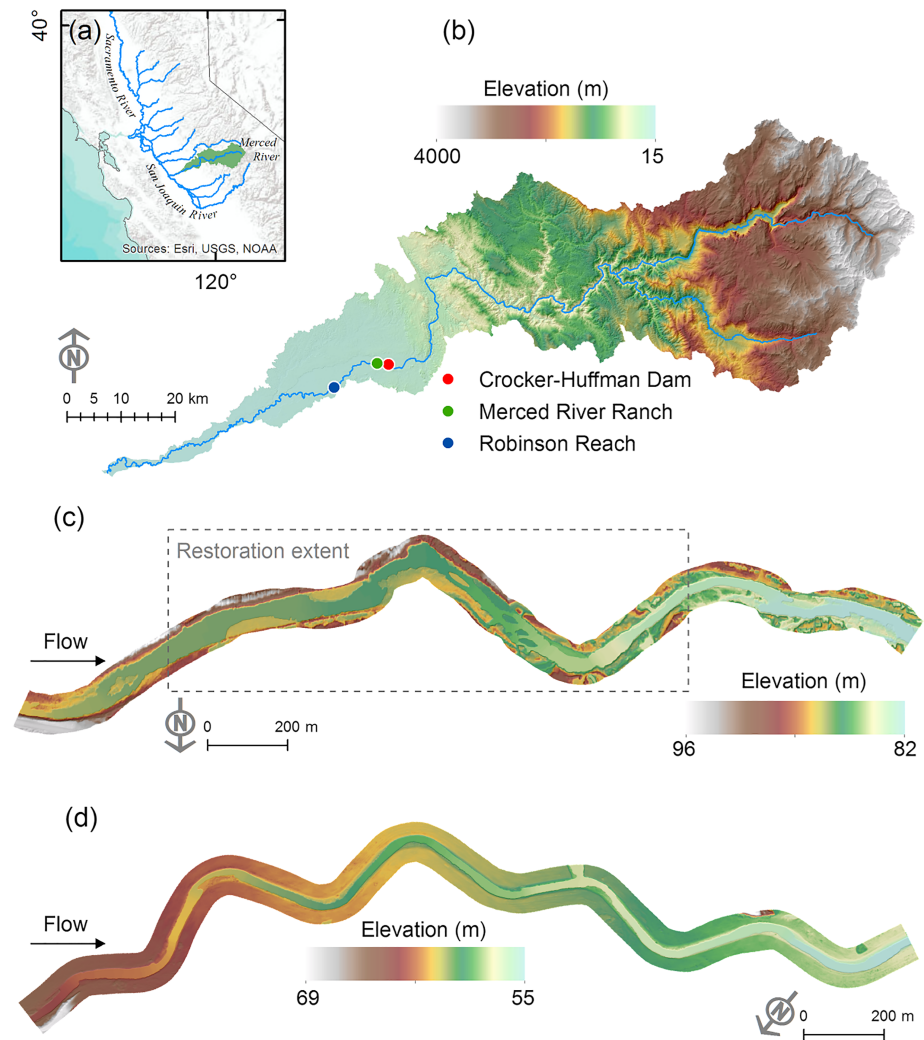 (a)
40°
Sacramento River
Merced
River
San Joaquin River
Sources: Esri, USGS, NOAA
120°
(b)
Elevation (m)
4000 15
N
0 5 10 20 km
Crocker-Huffman Dam
Merced River Ranch
Robinson Reach
(c)
Restoration extent
Flow
N
0 200 m
Elevation (m)
96 82
(d)
Flow
Elevation (m)
69 55
N
0 200 m